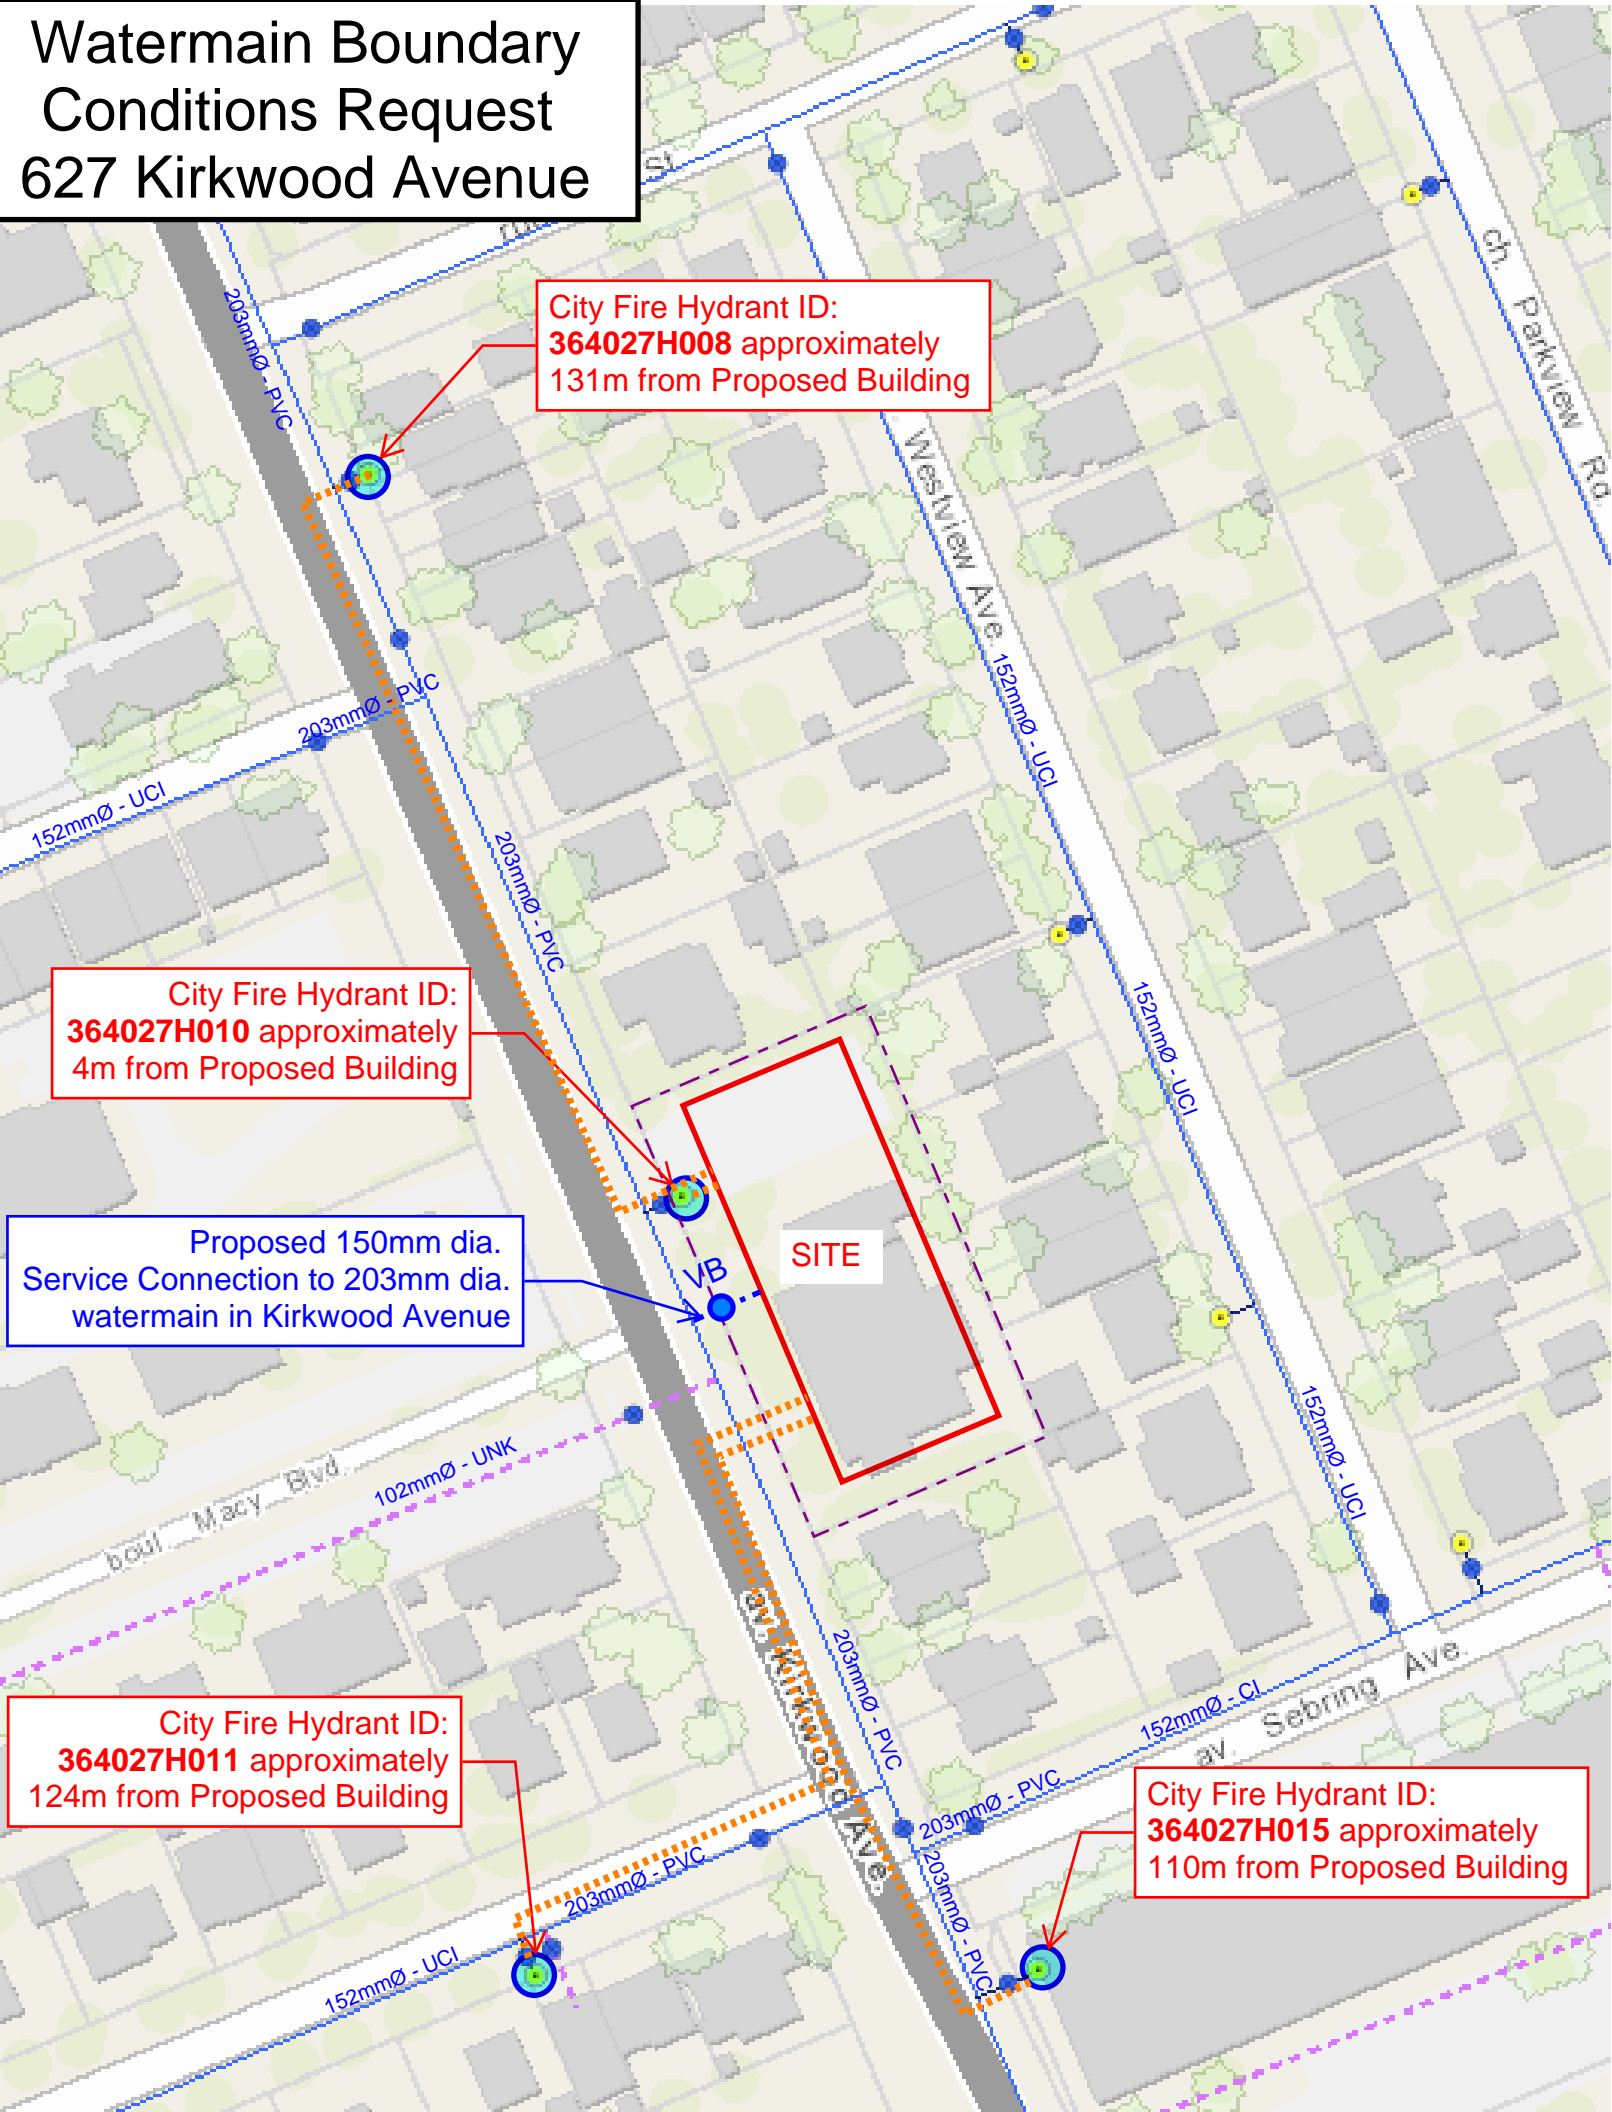 Watermain Boundary
Conditions Request
627 Kirkwood Avenue
St
203mmØ - PVC
City Fire Hydrant ID:
364027H008 approximately
131m from Proposed Building
ch. Parkview Rd
Westview Ave.
152mmØ - UCI
203mmØ - PVC
152mmØ - UCI
203mmØ - PVC
City Fire Hydrant ID:
364027H010 approximately
4m from Proposed Building
152mmØ - UCI
Proposed 150mm dia.
Service Connection to 203mm dia.
watermain in Kirkwood Avenue
VB
SITE
152mmØ - UCI
boul. Macy Blvd.
102mmØ - UNK
av. Kirkwood Ave.
203mmØ - PVC
152mmØ - CI
av. Sebring Ave.
City Fire Hydrant ID:
364027H011 approximately
124m from Proposed Building
203mmØ - PVC
City Fire Hydrant ID:
364027H015 approximately
110m from Proposed Building
203mmØ - PVC
203mmØ - PVC
152mmØ - UCI